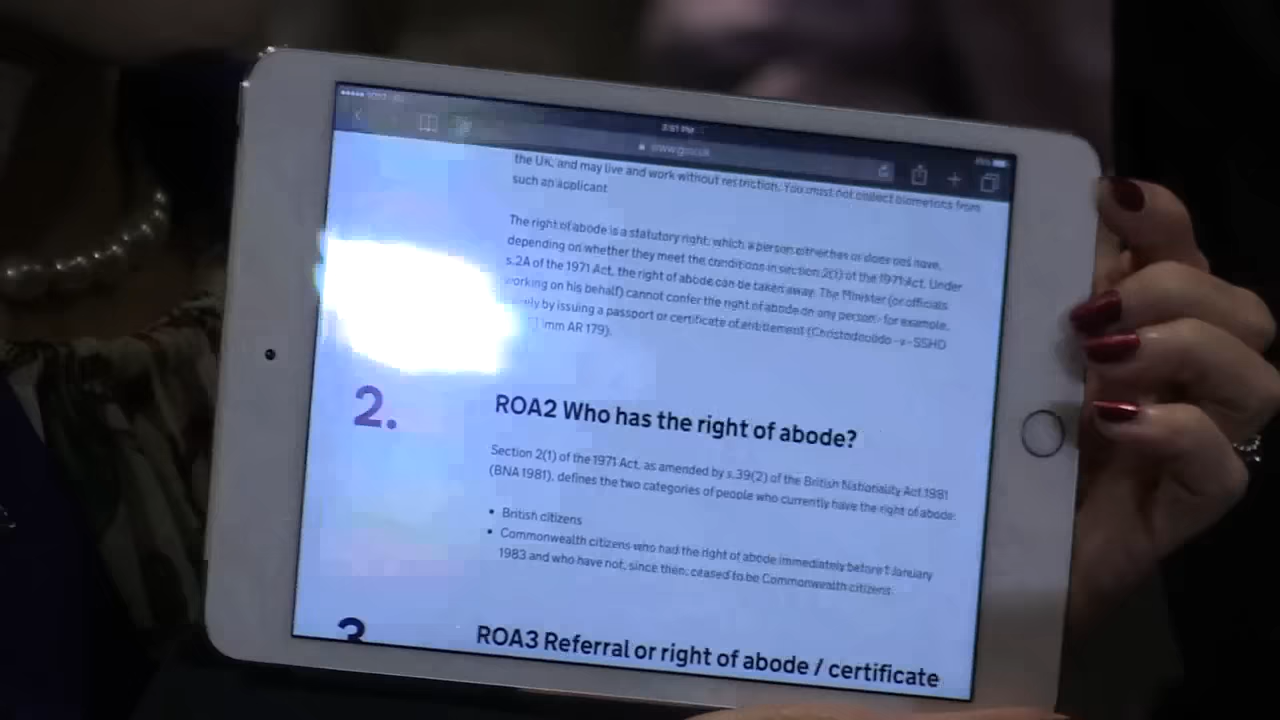 www.gov.uk
the UK, and may live and work without restriction. You must not collect biometrics from
such an applicant
The right of abode is a statutory right, which a person either has or does not have,
depending on whether they meet the conditions in section 2(1) of the 1971 Act. Under
s.2A of the 1971 Act, the right of abode can be taken away. The Minister (or officials
working on his behalf) cannot confer the right of abode on any person - for example,
by issuing a passport or certificate of entitlement (Christodoulido -v- SSHD
Imm AR 179).
2.
ROA2 Who has the right of abode?
Section 2(1) of the 1971 Act, as amended by s.39(2) of the British Nationality Act 1981
(BNA 1981), defines the two categories of people who currently have the right of abode:
• British citizens
• Commonwealth citizens who had the right of abode immediately before 1 January
1983 and who have not, since then, ceased to be Commonwealth citizens
3
ROA3 Referral or right of abode / certificate